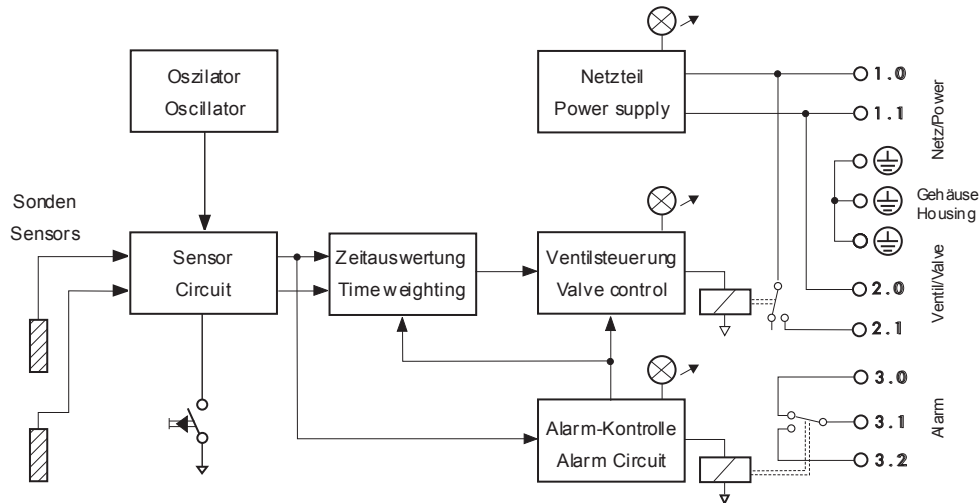 Oszilator
Oscillator
Netzteil
Power supply
1.0
1.1
Netz/Power
Gehäuse
Housing
Sonden
Sensors
Sensor
Circuit
Zeitauswertung
Timeweighting
Ventilsteuerung
Valve control
2.0
2.1
Ventil/Valve
Alarm-Kontrolle
Alarm Circuit
3.0
3.1
3.2
Alarm